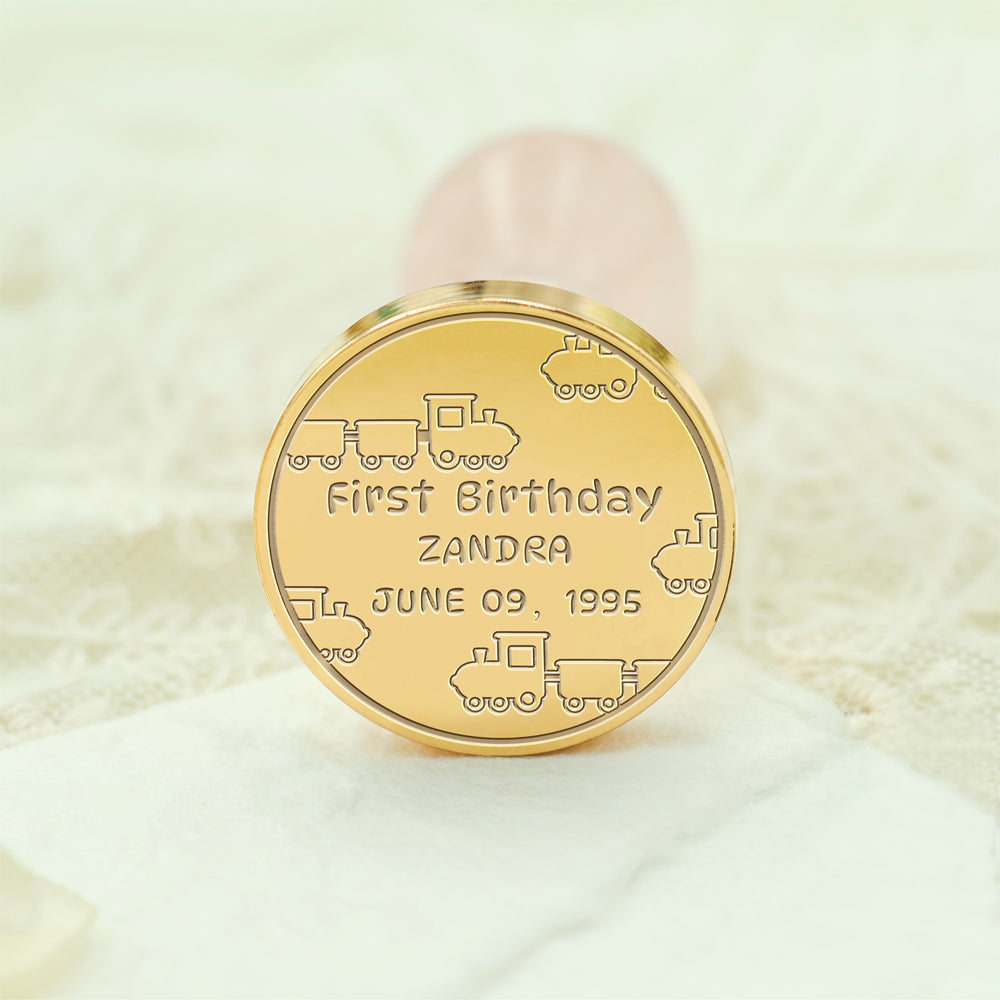 First Birthday
ZANDRA
JUNE 09, 1995